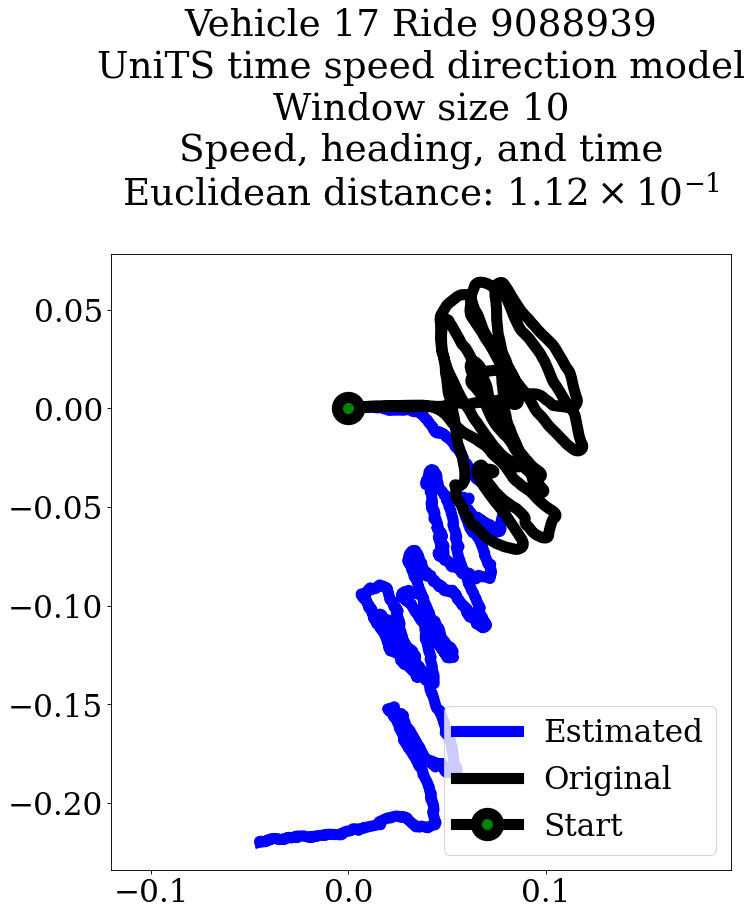 Vehicle 17 Ride 9088939
UniTS time speed direction model
Window size 10
Speed, heading, and time
Euclidean distance: 1.12 × 10⁻¹
0.05
0.00
−0.05
−0.10
−0.15
−0.20
Estimated
Original
Start
−0.1
0.0
0.1